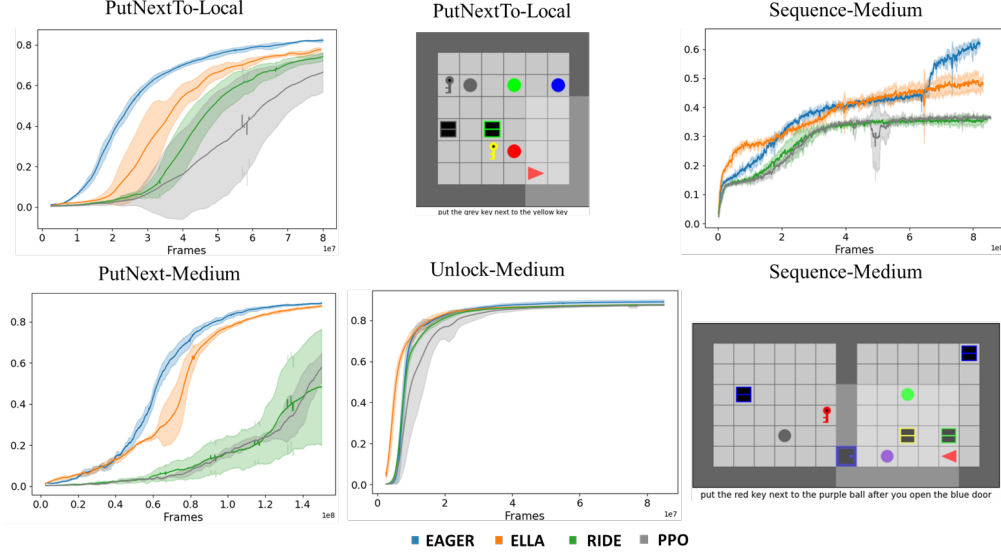 PutNextTo-Local
PutNextTo-Local
Sequence-Medium
0.8
0.6
0.4
0.2
0.0
0 1 2 3 4 5 6 7 8
Frames
1e7
put the grey key next to the yellow key
0.6
0.5
0.4
0.3
0.2
0.1
0.0
0 2 4 6 8
Frames
1e7
PutNext-Medium
Unlock-Medium
Sequence-Medium
0.8
0.6
0.4
0.2
0.0
0.0 0.2 0.4 0.6 0.8 1.0 1.2 1.4
Frames
1e8
0.8
0.6
0.4
0.2
0.0
0 2 4 6 8
Frames
1e7
put the red key next to the purple ball after you open the blue door
EAGER ELLA RIDE PPO